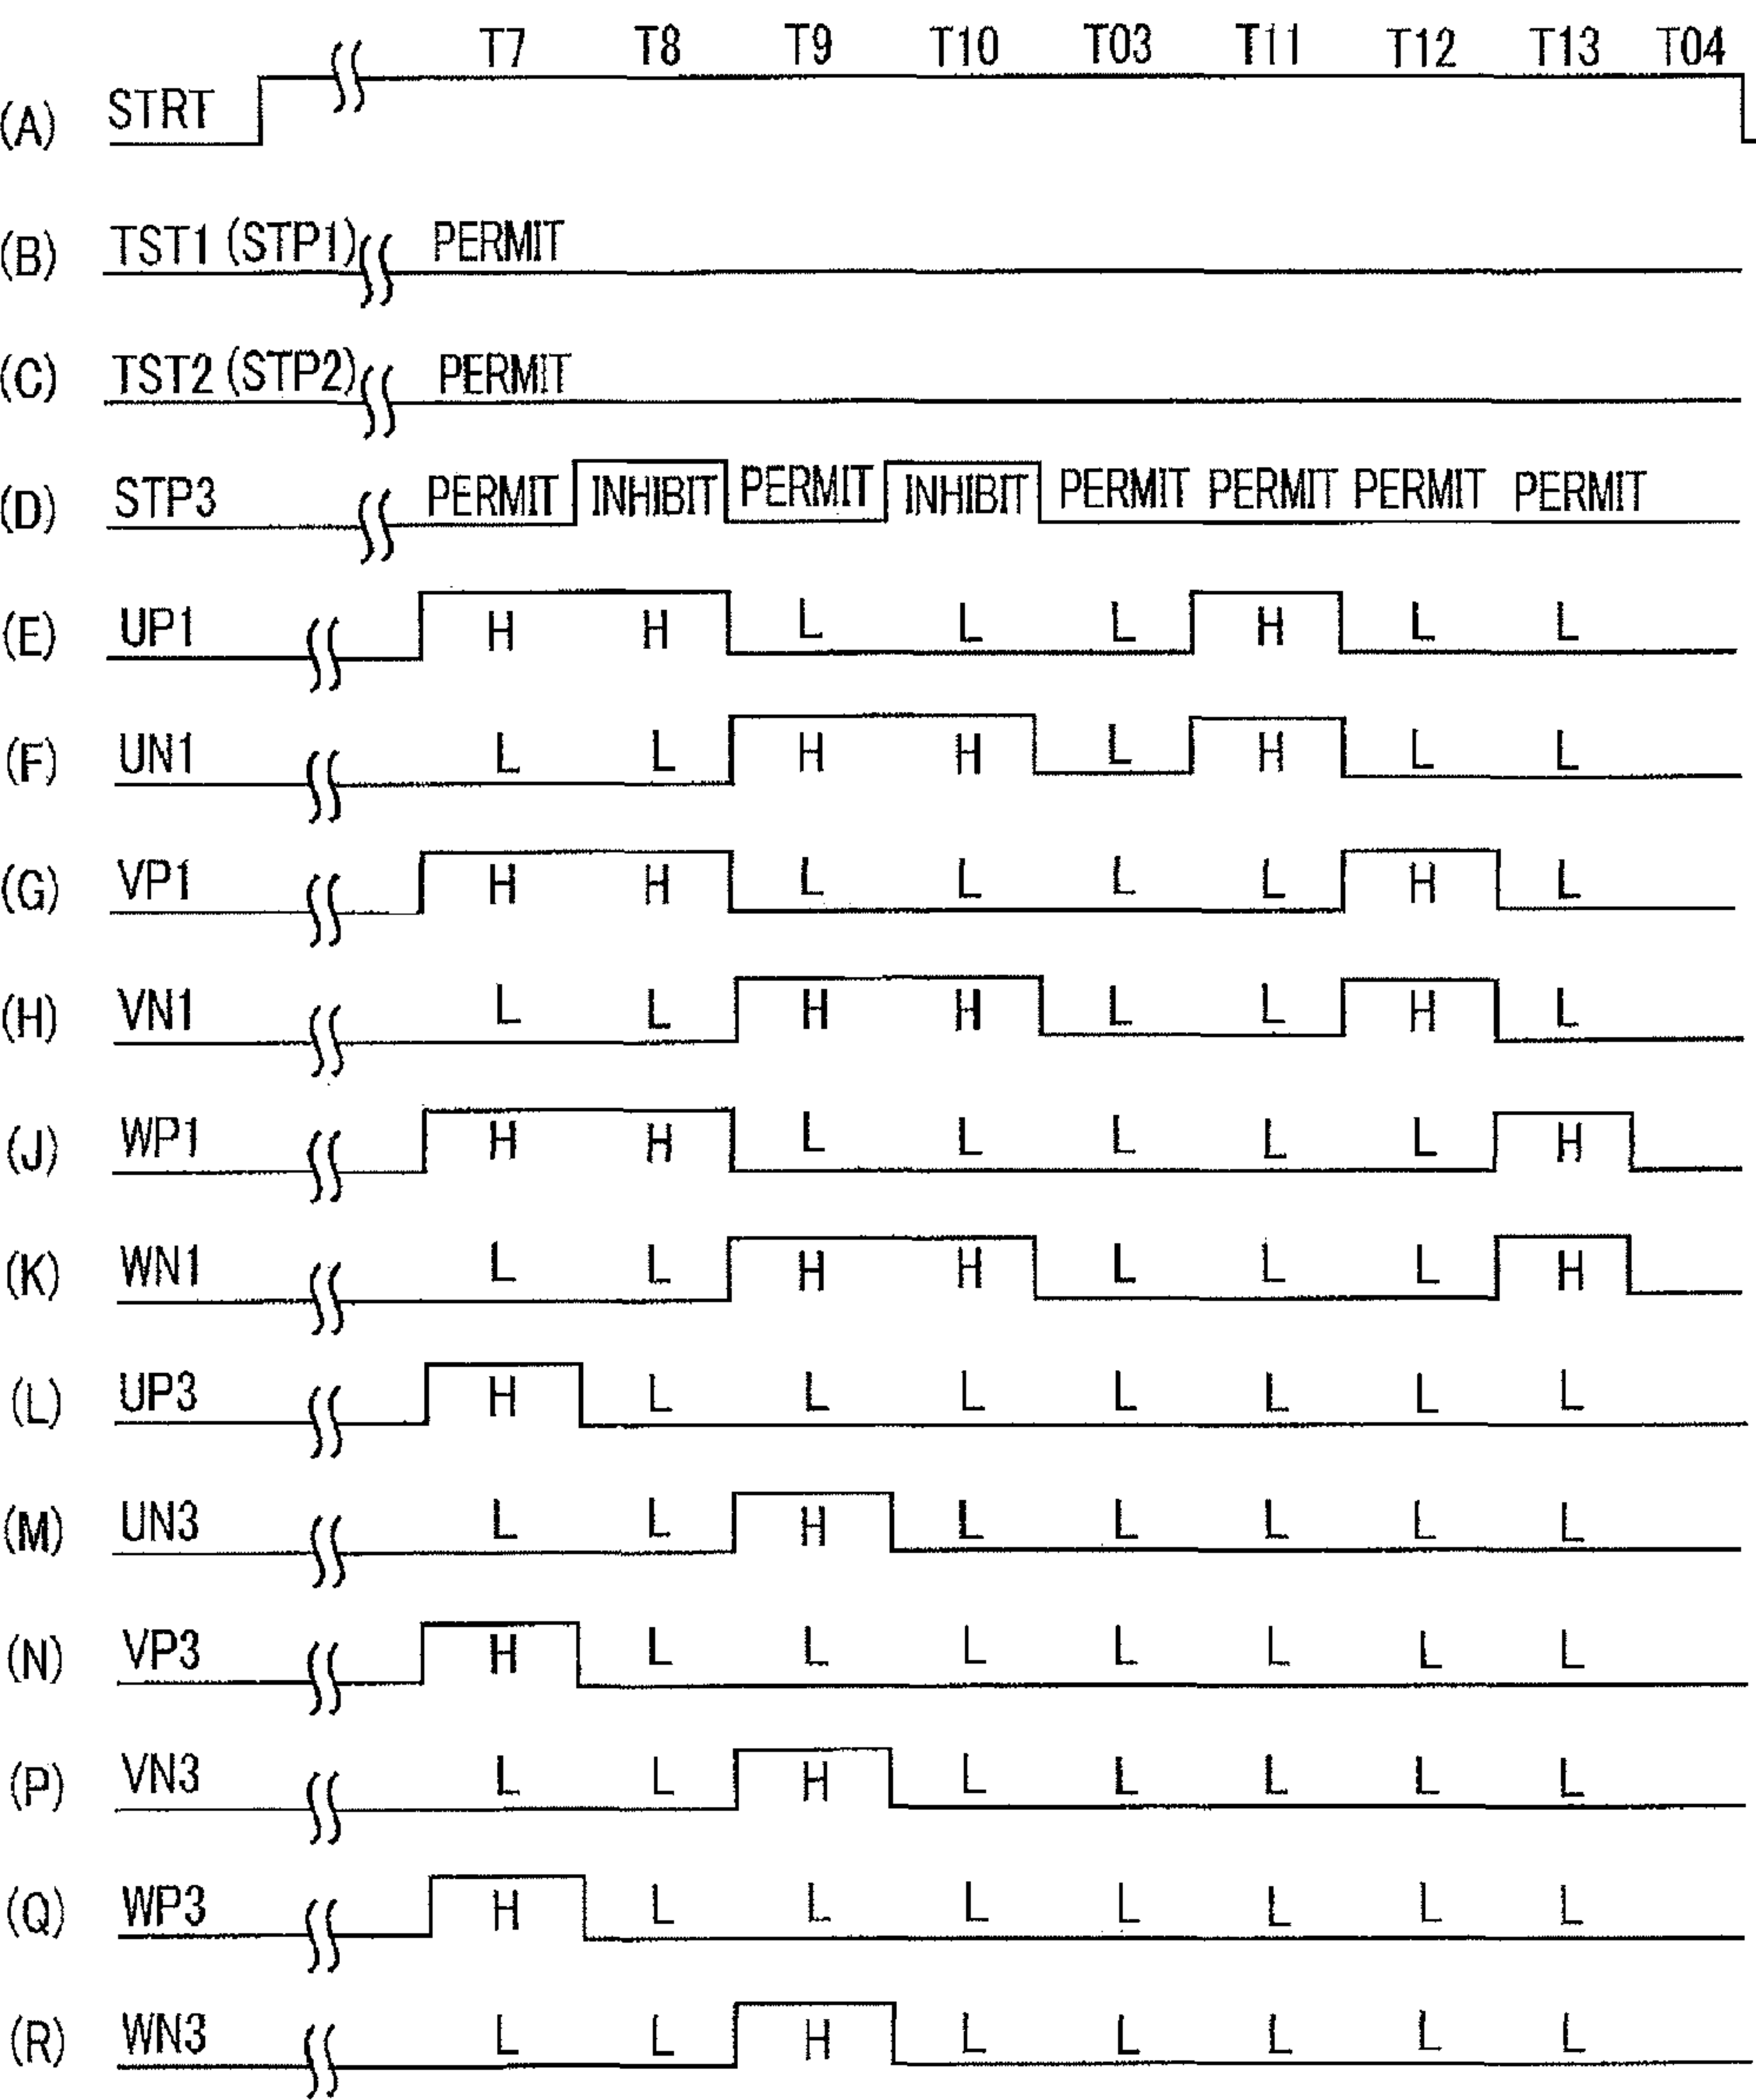 T7 T8 T9 T10 T03 T11 T12 T13 T04
(A) STRT
(B) TST1 (STP1) PERMIT
(C) TST2 (STP2) PERMIT
(D) STP3 PERMIT INHIBIT PERMIT INHIBIT PERMIT PERMIT PERMIT PERMIT
(E) UP1 H H L L L H L L
(F) UN1 L L H H L H L L
(G) VP1 H H L L L L H L
(H) VN1 L L H H L L H L
(J) WP1 H H L L L L L H
(K) WN1 L L H H L L L H
(L) UP3 H L L L L L L L
(M) UN3 L L H L L L L L
(N) VP3 H L L L L L L L
(P) VN3 L L H L L L L L
(Q) WP3 H L L L L L L L
(R) WN3 L L H L L L L L